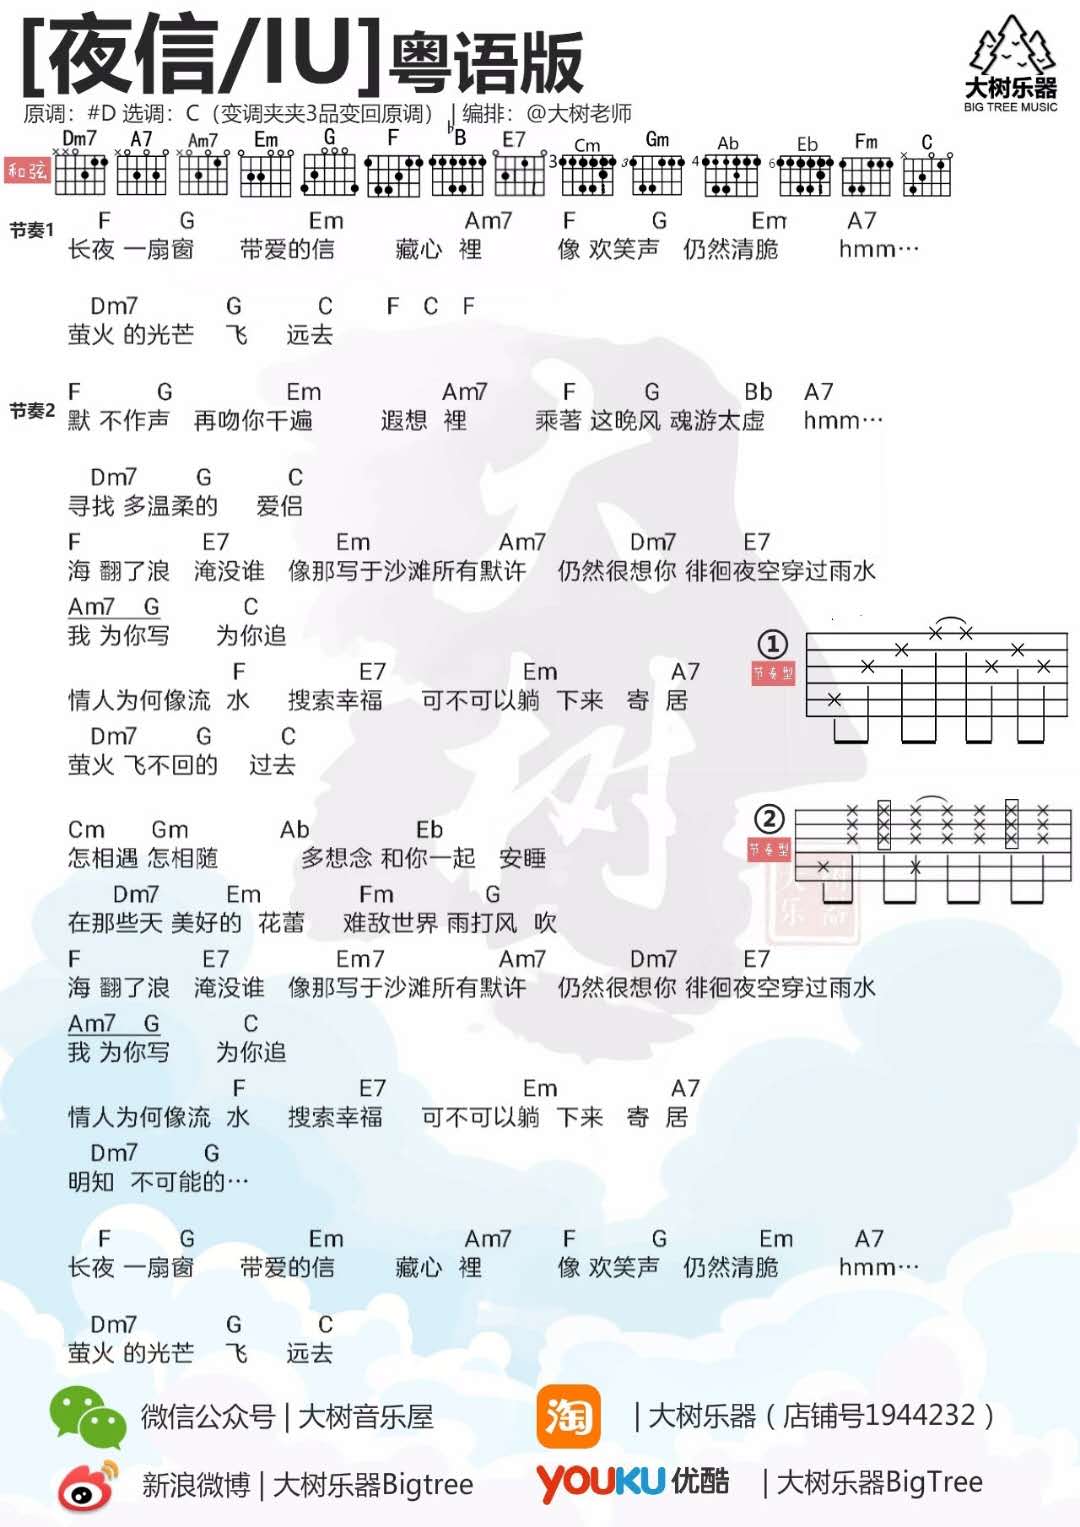 [夜信/IU]粤语版
大树乐器
BIG TREE MUSIC
原调：#D 选调：C（变调夹夹3品变回原调） | 编排：@大树老师
和弦 Dm7 A7 Am7 Em G F bB E7 Cm Gm Ab Eb Fm C
3 3 4 6
节奏1
F G Em Am7 F G Em A7
长夜 一扇窗 带爱的信 藏心 裡 像 欢笑声 仍然清脆 hmm…
Dm7 G C F C F
萤火 的光芒 飞 远去
节奏2
F G Em Am7 F G Bb A7
默 不作声 再吻你千遍 遐想 裡 乘著 这晚风 魂游太虚 hmm…
Dm7 G C
寻找 多温柔的 爱侣
F E7 Em Am7 Dm7 E7
海 翻了浪 淹没谁 像那写于沙滩所有默许 仍然很想你 徘徊夜空穿过雨水
Am7 G C
我 为你写 为你追
F E7 Em A7
情人为何像流 水 搜索幸福 可不可以躺 下来 寄 居
Dm7 G C
萤火 飞不回的 过去
① 节奏型
② 节奏型
Cm Gm Ab Eb
怎相遇 怎相随 多想念 和你一起 安睡
Dm7 Em Fm G
在那些天 美好的 花蕾 难敌世界 雨打风 吹
F E7 Em7 Am7 Dm7 E7
海 翻了浪 淹没谁 像那写于沙滩所有默许 仍然很想你 徘徊夜空穿过雨水
Am7 G C
我 为你写 为你追
F E7 Em A7
情人为何像流 水 搜索幸福 可不可以躺 下来 寄 居
Dm7 G
明知 不可能的…
F G Em Am7 F G Em A7
长夜 一扇窗 带爱的信 藏心 裡 像 欢笑声 仍然清脆 hmm…
Dm7 G C
萤火 的光芒 飞 远去
大树
大树乐器
微信公众号 | 大树音乐屋
淘 | 大树乐器（店铺号1944232）
新浪微博 | 大树乐器Bigtree
YOUKU 优酷 | 大树乐器BigTree